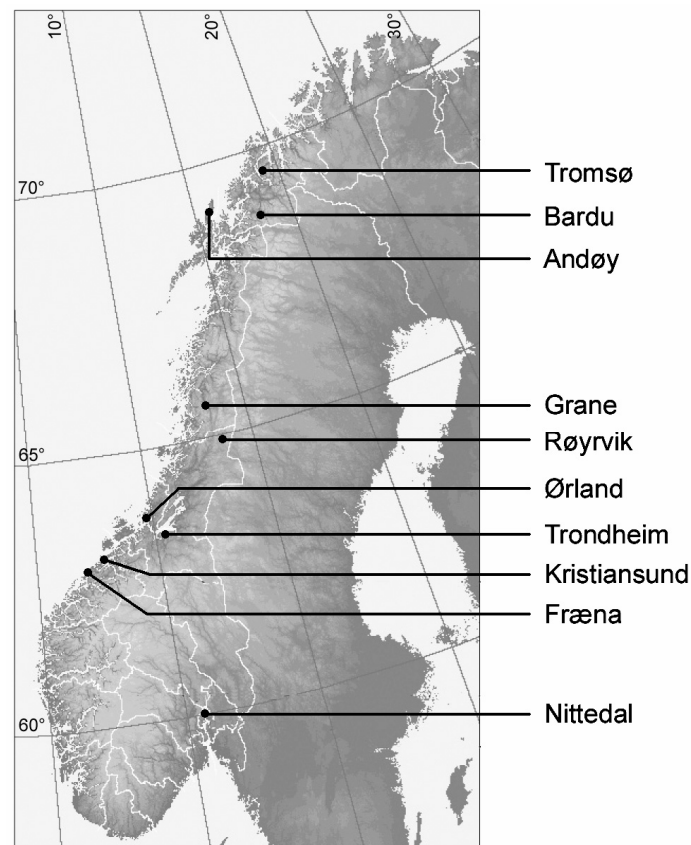 10°
20°
30°
Tromsø
70°
Bardu
Andøy
Grane
Røyrvik
65°
Ørland
Trondheim
Kristiansund
Fræna
Nittedal
60°